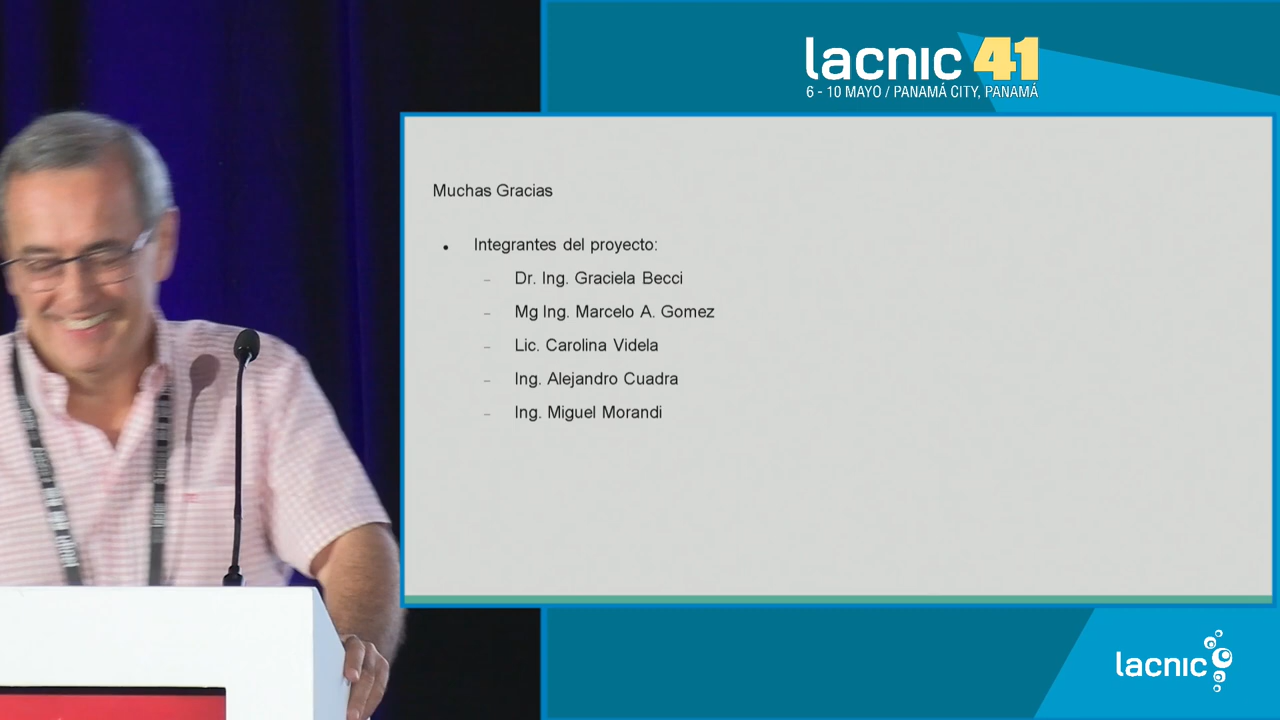 lacnic 41
6 - 10 MAYO / PANAMÁ CITY, PANAMÁ
Muchas Gracias
• Integrantes del proyecto:
– Dr. Ing. Graciela Becci
– Mg Ing. Marcelo A. Gomez
– Lic. Carolina Videla
– Ing. Alejandro Cuadra
– Ing. Miguel Morandi
lacnic